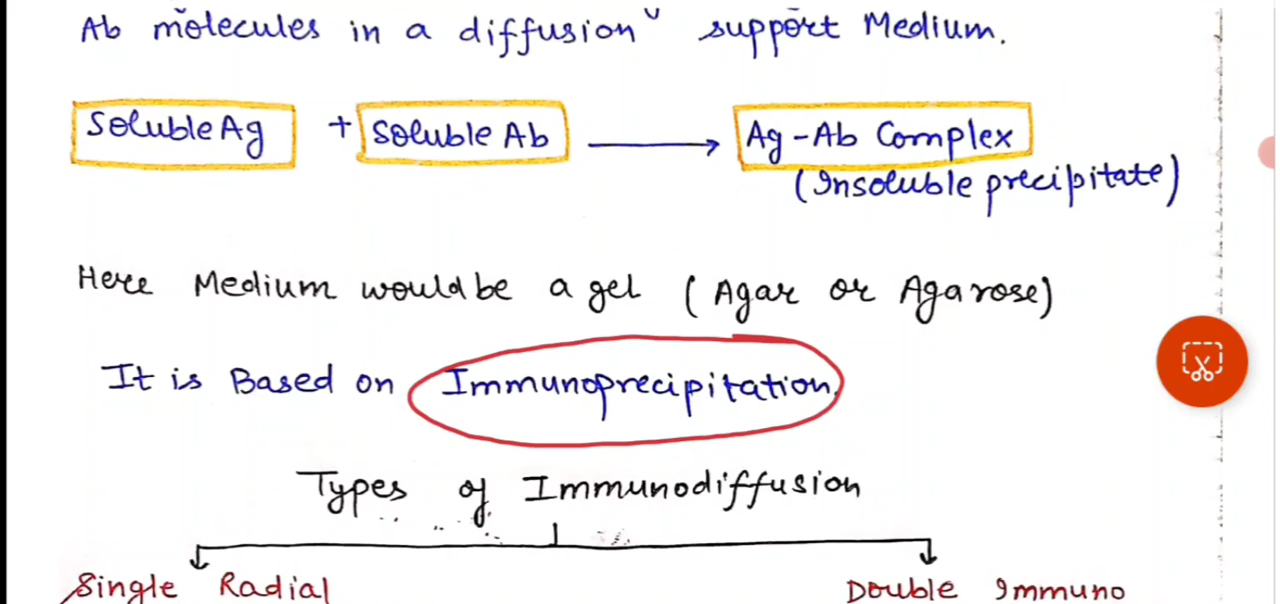 Ab molecules in a diffusion support Medium.
Soluble Ag + Soluble Ab → Ag-Ab Complex
(Insoluble precipitate)
Here Medium would be a gel (Agar or Agarose)
It is Based on Immunoprecipitation.
Types of Immunodiffusion
Single Radial Double Immuno